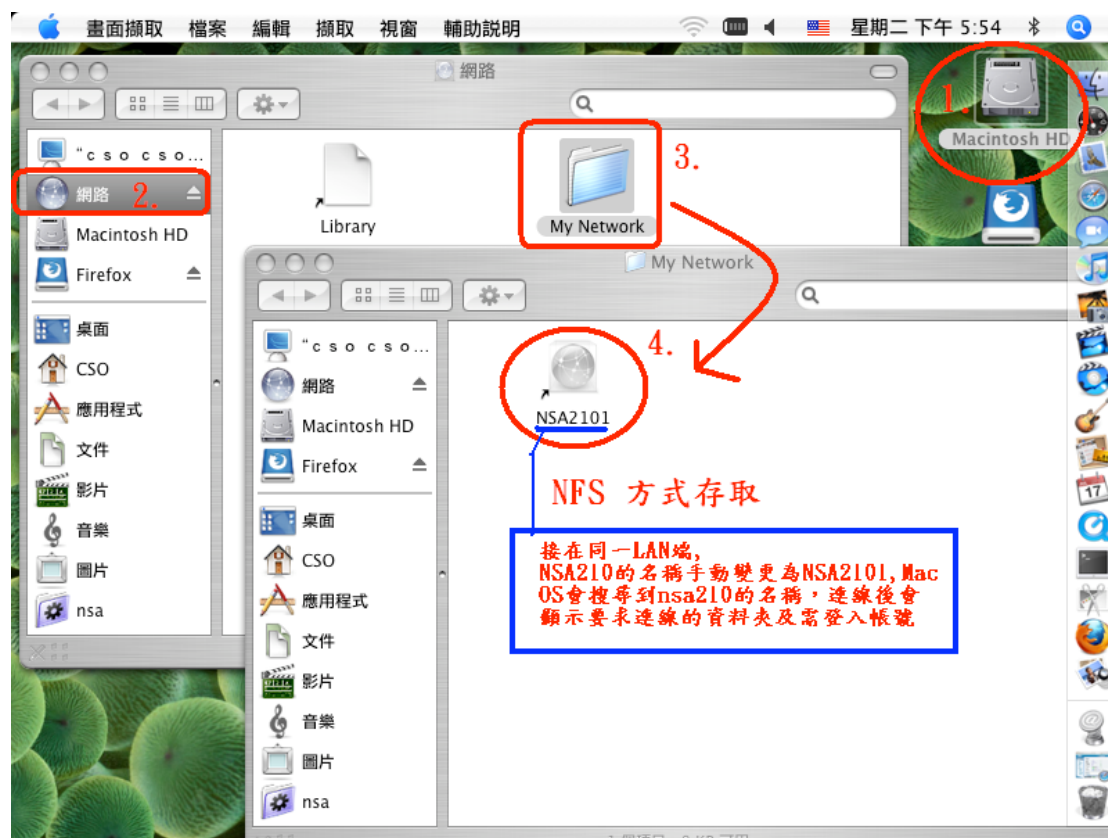 畫面擷取 檔案 編輯 擷取 視窗 輔助說明 星期二 下午 5:54
網路
1.
Macintosh HD
"cso cso...
網路 2.
Macintosh HD
Firefox
桌面
CSO
應用程式
文件
影片
音樂
圖片
nsa
Library
My Network
3.
My Network
"cso cso...
網路
Macintosh HD
Firefox
桌面
CSO
應用程式
文件
影片
音樂
圖片
nsa
4.
NSA2101
NFS 方式存取
接在同一LAN端,
NSA210的名稱手動變更為NSA2101,Mac
OS會搜尋到nsa210的名稱，連線後會
顯示要求連線的資料夾及需登入帳號
17